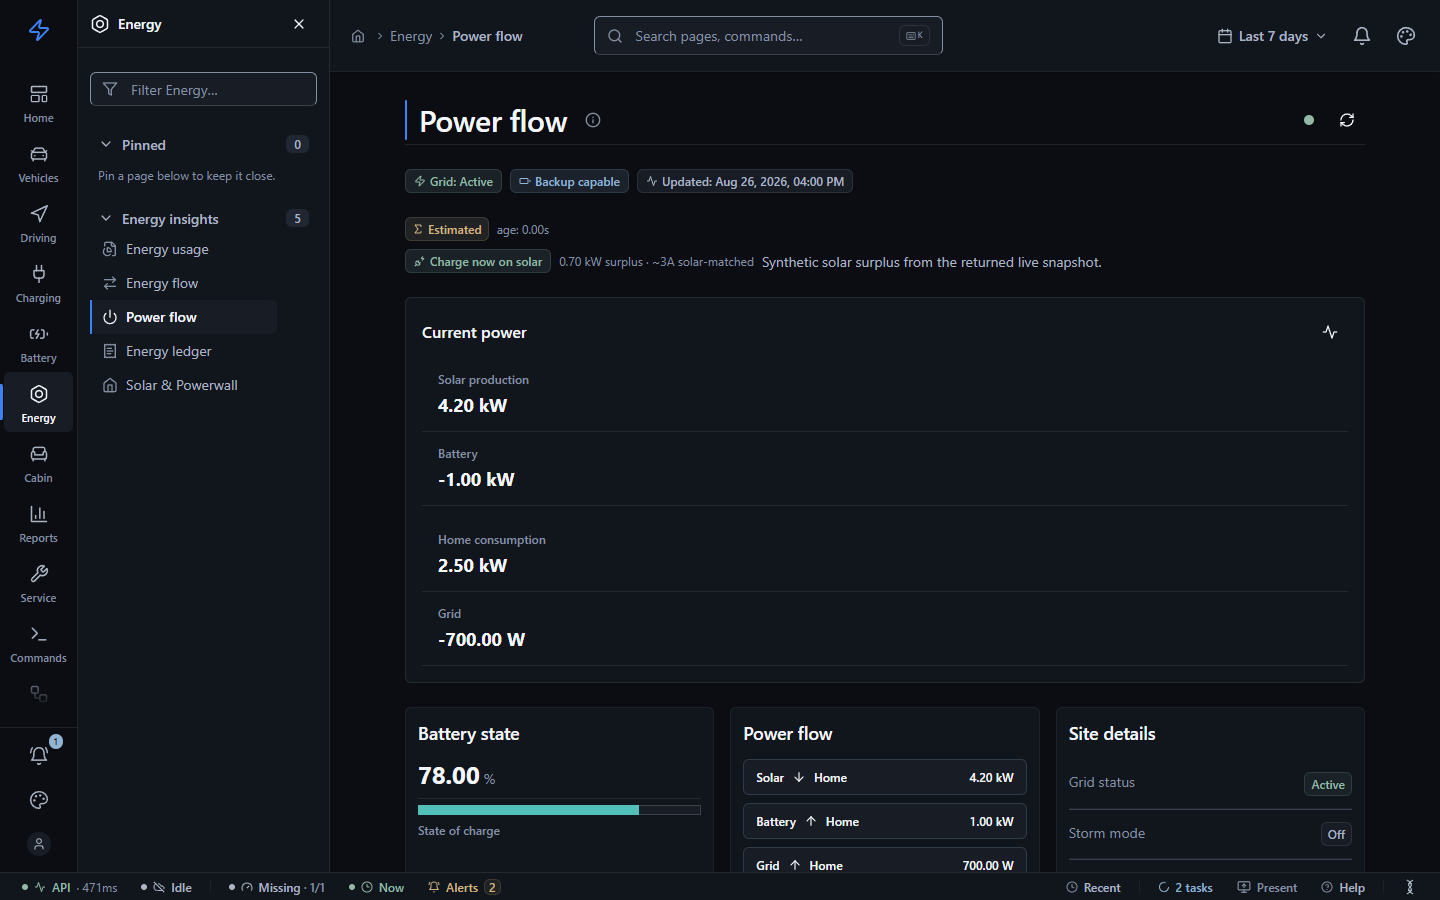 Energy
Filter Energy...
Home
Vehicles
Driving
Charging
Battery
Energy
Cabin
Reports
Service
Commands
1
Pinned
0
Pin a page below to keep it close.
Energy insights
5
Energy usage
Energy flow
Power flow
Energy ledger
Solar & Powerwall
Energy
Power flow
Search pages, commands...
K
Last 7 days
Power flow
Grid: Active
Backup capable
Updated: Aug 26, 2026, 04:00 PM
Estimated age: 0.00s
Charge now on solar 0.70 kW surplus · ~3A solar-matched Synthetic solar surplus from the returned live snapshot.
Current power
Solar production
4.20 kW
Battery
-1.00 kW
Home consumption
2.50 kW
Grid
-700.00 W
Battery state
78.00 %
State of charge
Power flow
Solar ↓ Home 4.20 kW
Battery ↑ Home 1.00 kW
Grid ↑ Home 700.00 W
Site details
Grid status Active
Storm mode Off
API · 471ms
Idle
Missing · 1/1
Now
Alerts 2
Recent
2 tasks
Present
Help